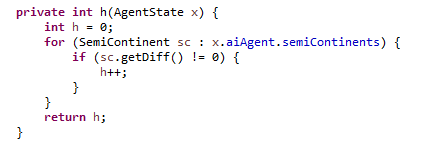 private int h(AgentState x) {
    int h = 0;
    for (SemiContinent sc : x.aiAgent.semiContinents) {
        if (sc.getDiff() != 0) {
            h++;
        }
    }
    return h;
}